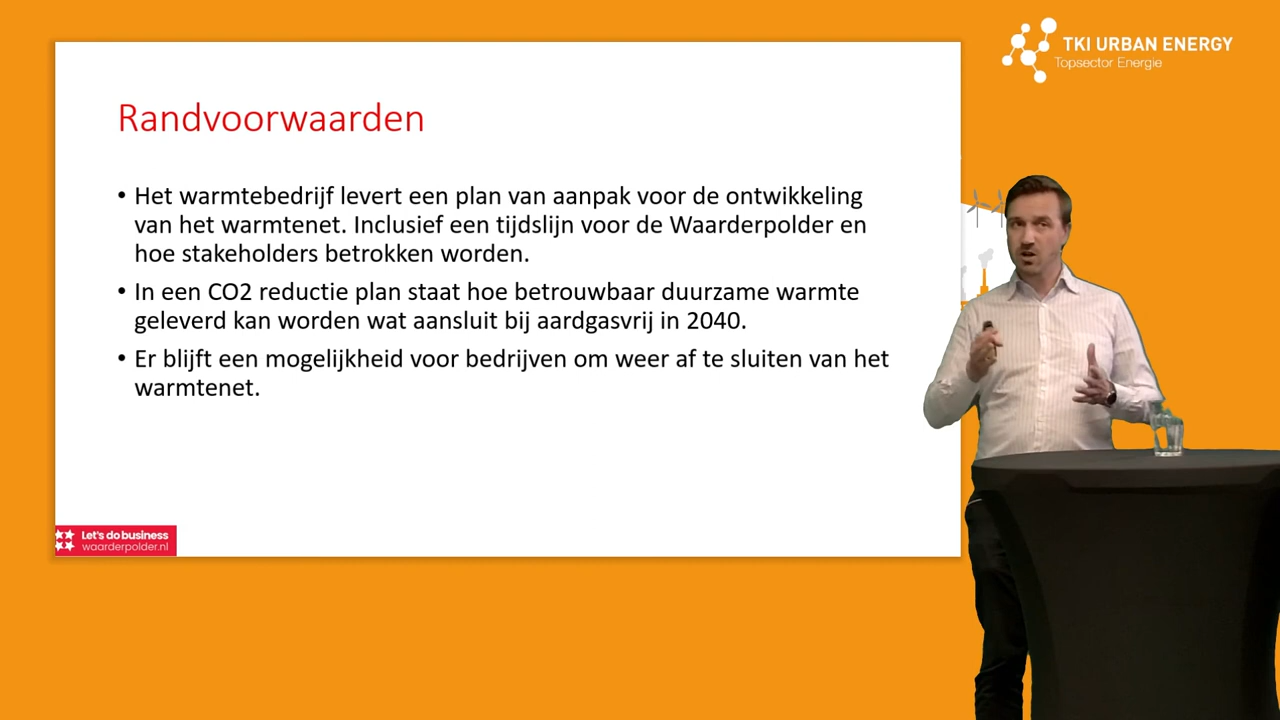 TKI URBAN ENERGY
Topsector Energie
Randvoorwaarden
• Het warmtebedrijf levert een plan van aanpak voor de ontwikkeling
van het warmtenet. Inclusief een tijdslijn voor de Waarderpolder en
hoe stakeholders betrokken worden.
• In een CO2 reductie plan staat hoe betrouwbaar duurzame warmte
geleverd kan worden wat aansluit bij aardgasvrij in 2040.
• Er blijft een mogelijkheid voor bedrijven om weer af te sluiten van het
warmtenet.
Let's do business
waarderpolder.nl